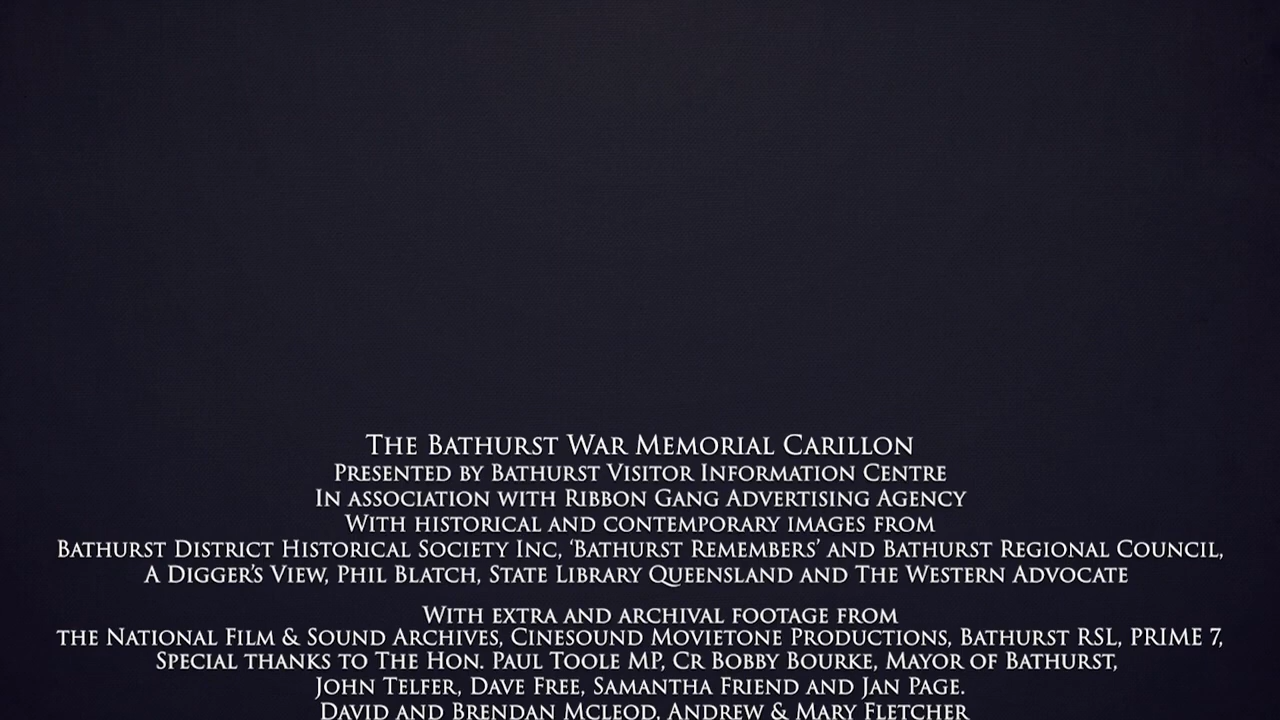 The Bathurst War Memorial Carillon
Presented by Bathurst Visitor Information Centre
In association with Ribbon Gang Advertising Agency
With historical and contemporary images from
Bathurst District Historical Society Inc, ‘Bathurst Remembers’ and Bathurst Regional Council,
A Digger’s View, Phil Blatch, State Library Queensland and The Western Advocate
With extra and archival footage from
the National Film & Sound Archives, Cinesound Movietone Productions, Bathurst RSL, PRIME 7,
Special thanks to The Hon. Paul Toole MP, Cr Bobby Bourke, Mayor of Bathurst,
John Telfer, Dave Free, Samantha Friend and Jan Page.
David and Brendan McLeod, Andrew & Mary Fletcher